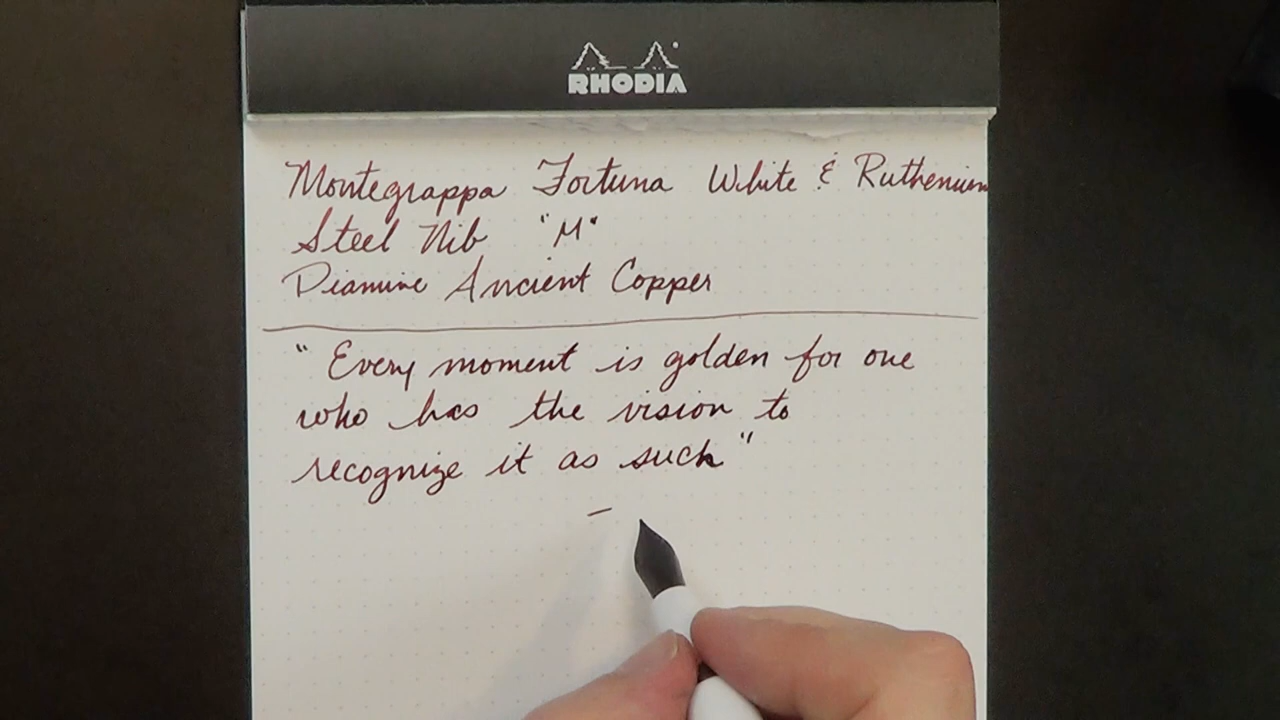 RHODIA
Montegrappa Fortuna White & Ruthenium
Steel Nib "M"
Diamine Ancient Copper
"Every moment is golden for one
who has the vision to
recognize it as such"
—